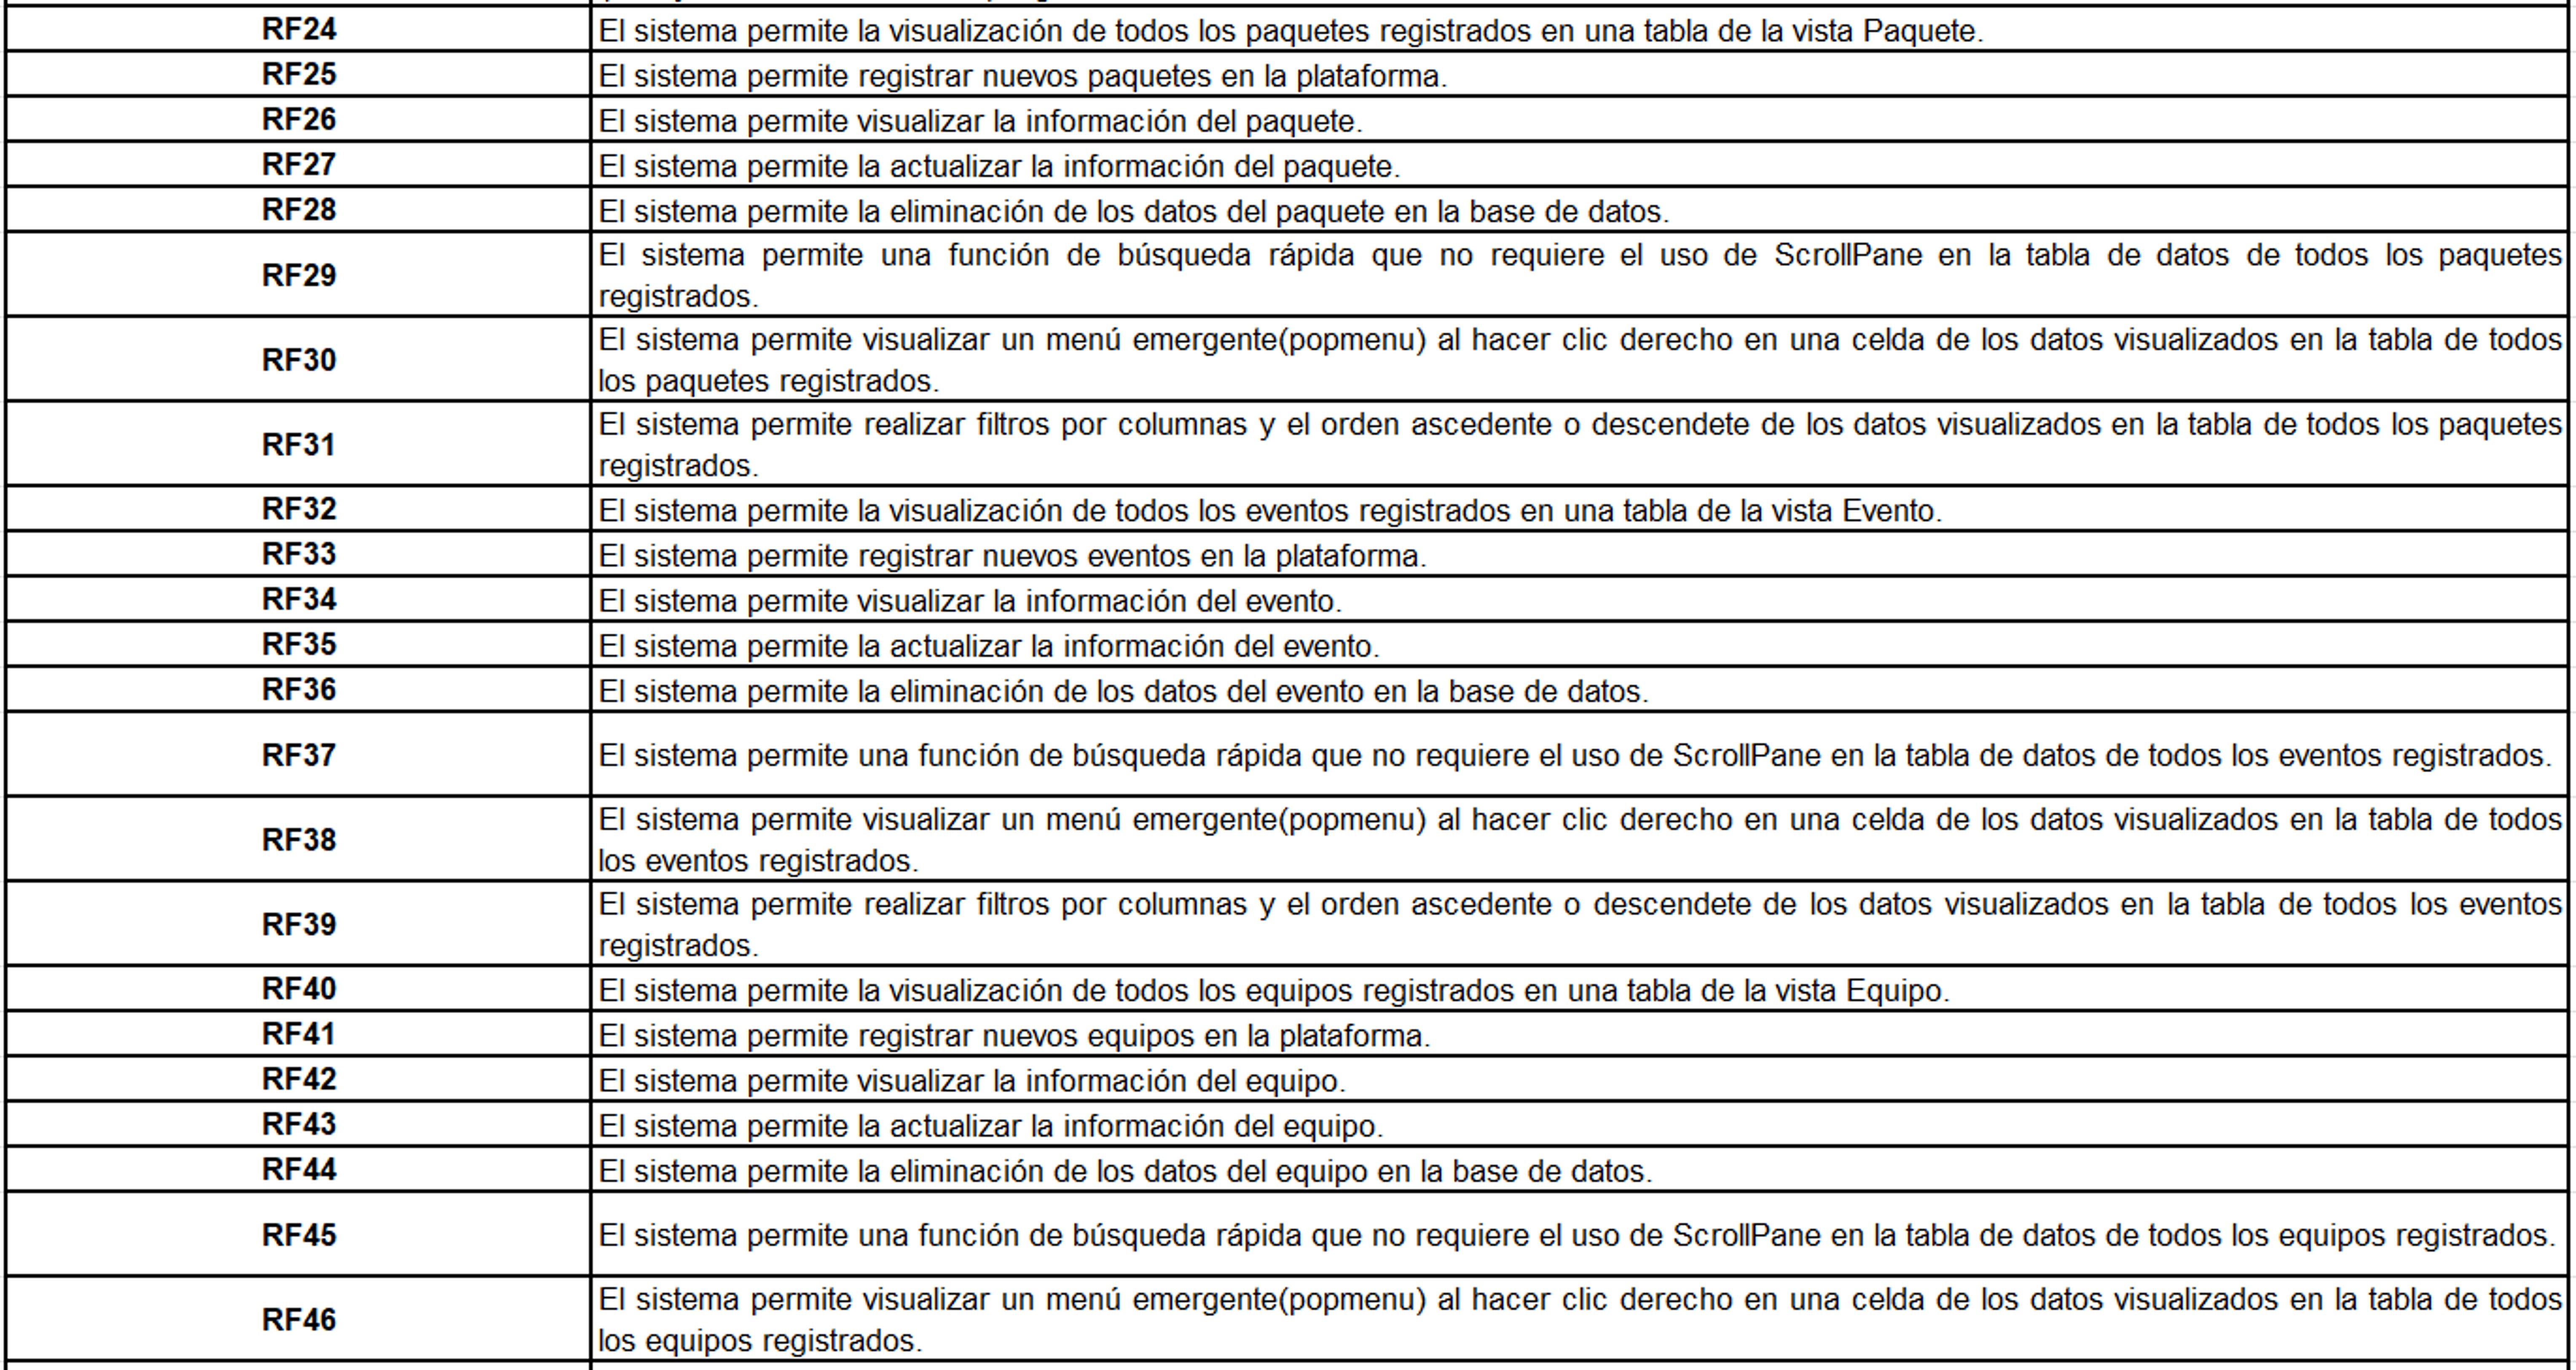 RF24 El sistema permite la visualización de todos los paquetes registrados en una tabla de la vista Paquete.
RF25 El sistema permite registrar nuevos paquetes en la plataforma.
RF26 El sistema permite visualizar la información del paquete.
RF27 El sistema permite la actualizar la información del paquete.
RF28 El sistema permite la eliminación de los datos del paquete en la base de datos.
RF29 El sistema permite una función de búsqueda rápida que no requiere el uso de ScrollPane en la tabla de datos de todos los paquetes
registrados.
RF30 El sistema permite visualizar un menú emergente(popmenu) al hacer clic derecho en una celda de los datos visualizados en la tabla de todos
los paquetes registrados.
RF31 El sistema permite realizar filtros por columnas y el orden ascedente o descendete de los datos visualizados en la tabla de todos los paquetes
registrados.
RF32 El sistema permite la visualización de todos los eventos registrados en una tabla de la vista Evento.
RF33 El sistema permite registrar nuevos eventos en la plataforma.
RF34 El sistema permite visualizar la información del evento.
RF35 El sistema permite la actualizar la información del evento.
RF36 El sistema permite la eliminación de los datos del evento en la base de datos.
RF37 El sistema permite una función de búsqueda rápida que no requiere el uso de ScrollPane en la tabla de datos de todos los eventos registrados.
RF38 El sistema permite visualizar un menú emergente(popmenu) al hacer clic derecho en una celda de los datos visualizados en la tabla de todos
los eventos registrados.
RF39 El sistema permite realizar filtros por columnas y el orden ascedente o descendete de los datos visualizados en la tabla de todos los eventos
registrados.
RF40 El sistema permite la visualización de todos los equipos registrados en una tabla de la vista Equipo.
RF41 El sistema permite registrar nuevos equipos en la plataforma.
RF42 El sistema permite visualizar la información del equipo.
RF43 El sistema permite la actualizar la información del equipo.
RF44 El sistema permite la eliminación de los datos del equipo en la base de datos.
RF45 El sistema permite una función de búsqueda rápida que no requiere el uso de ScrollPane en la tabla de datos de todos los equipos registrados.
RF46 El sistema permite visualizar un menú emergente(popmenu) al hacer clic derecho en una celda de los datos visualizados en la tabla de todos
los equipos registrados.